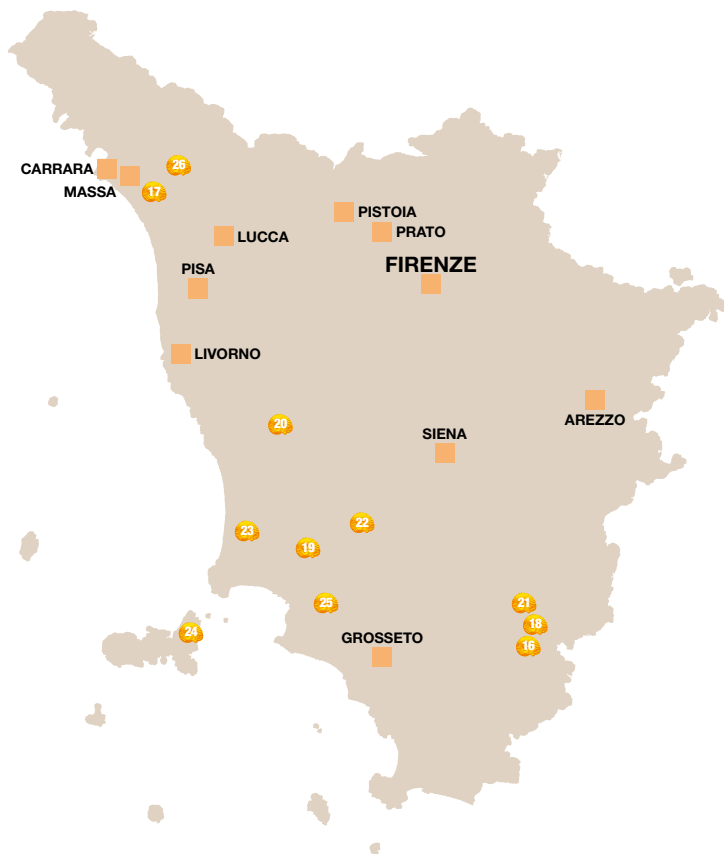 26
CARRARA
17
MASSA
PISTOIA
PRATO
LUCCA
FIRENZE
PISA
LIVORNO
AREZZO
20
SIENA
22
23
19
25
21
18
24
GROSSETO
16